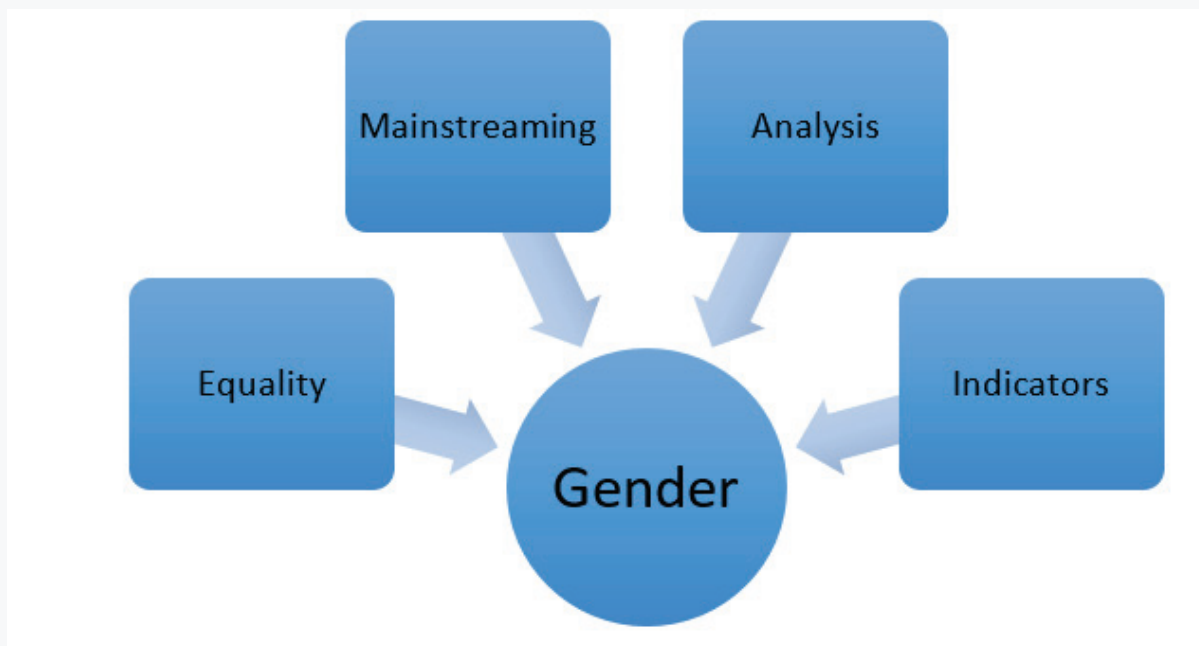 Mainstreaming
Analysis
Equality
Indicators
Gender